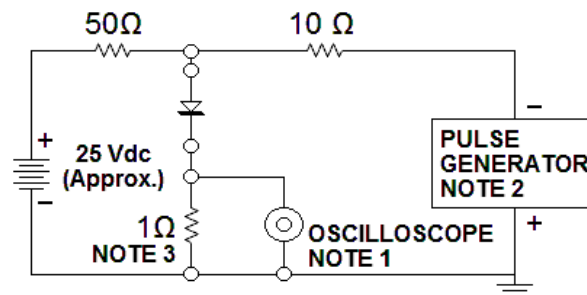 50Ω
10 Ω
+
25 Vdc
(Approx.)
−
1Ω
NOTE 3
OSCILLOSCOPE
NOTE 1
−
PULSE
GENERATOR
NOTE 2
+